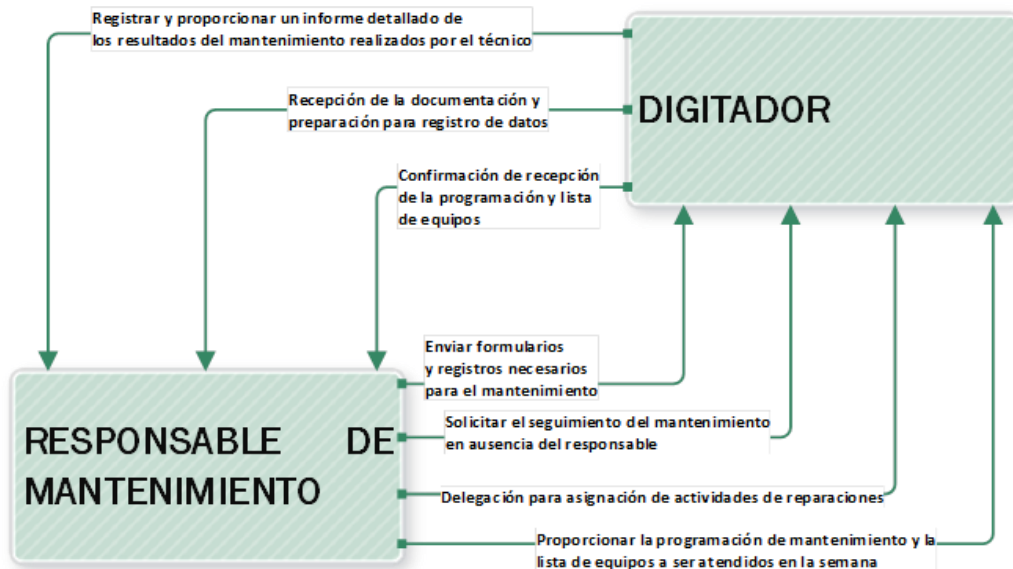 Registrar y proporcionar un informe detallado de
los resultados del mantenimiento realizados por el técnico
Recepción de la documentación y
preparación para registro de datos
DIGITADOR
Confirmación de recepción
de la programación y lista
de equipos
Enviar formularios
y registros necesarios
para el mantenimiento
RESPONSABLE DE
MANTENIMIENTO
Solicitar el seguimiento del mantenimiento
en ausencia del responsable
Delegación para asignación de actividades de reparaciones
Proporcionar la programación de mantenimiento y la
lista de equipos a ser atendidos en la semana